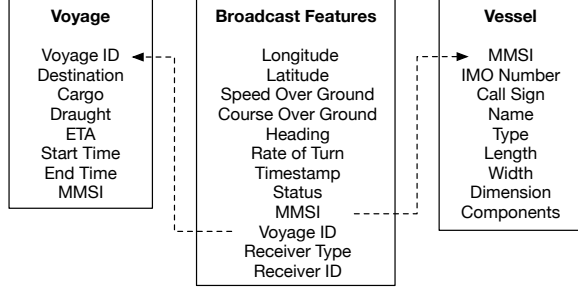 Voyage
Voyage ID
Destination
Cargo
Draught
ETA
Start Time
End Time
MMSI
Broadcast Features
Longitude
Latitude
Speed Over Ground
Course Over Ground
Heading
Rate of Turn
Timestamp
Status
MMSI
Voyage ID
Receiver Type
Receiver ID
Vessel
MMSI
IMO Number
Call Sign
Name
Type
Length
Width
Dimension
Components